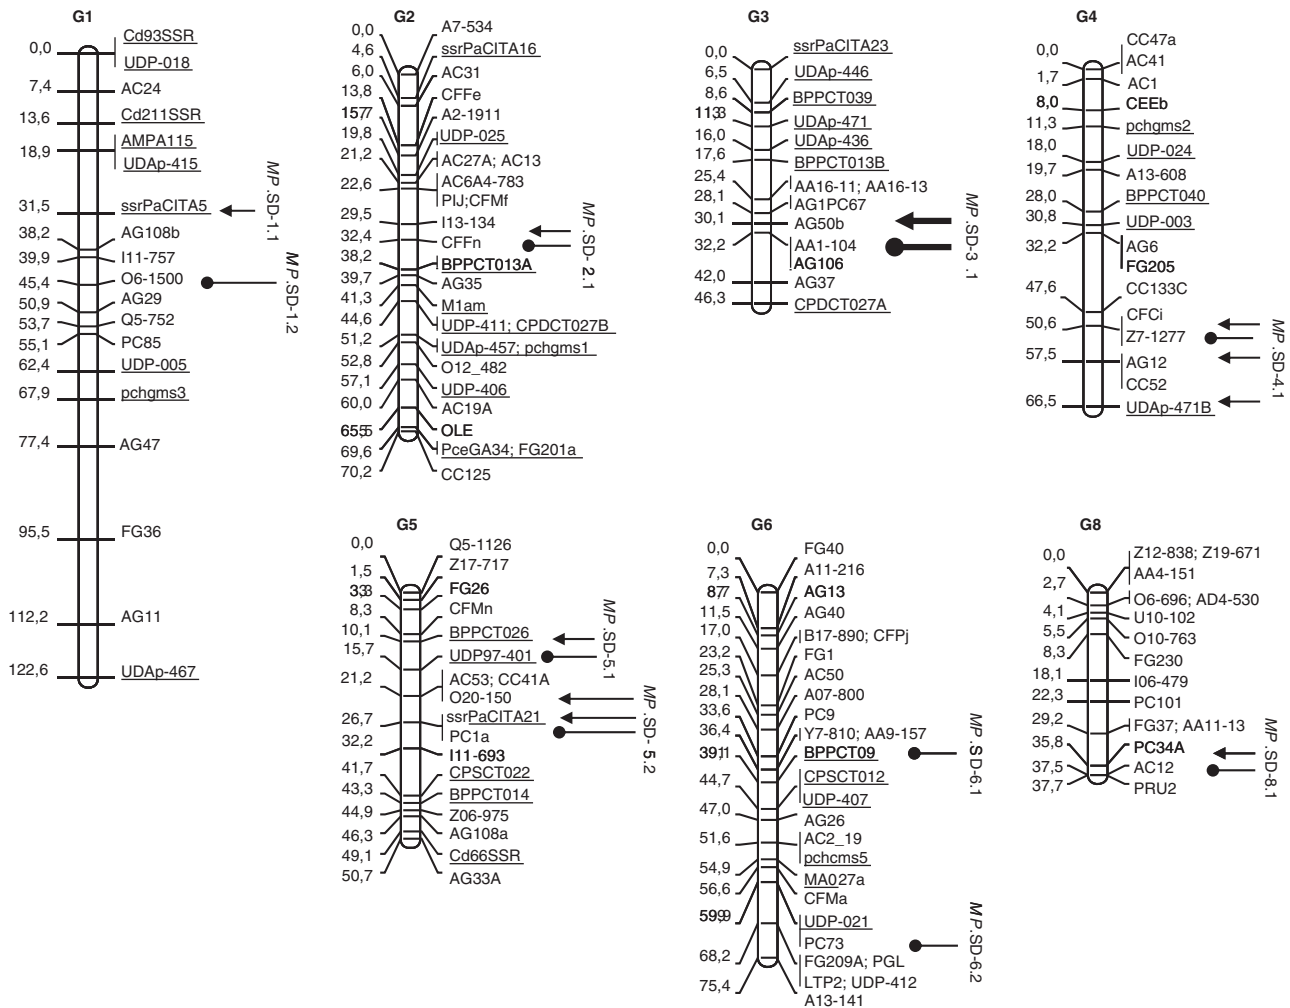 G1
0,0 Cd93SSR
UDP-018
7,4 AC24
13,6 Cd211SSR
18,9 AMPA115
UDAp-415
31,5 ssrPaCITA5
38,2 AG108b
39,9 I11-757
45,4 O6-1500
50,9 AG29
53,7 Q5-752
55,1 PC85
62,4 UDP-005
67,9 pchgms3
77,4 AG47
95,5 FG36
112,2 AG11
122,6 UDAp-467
MP.SD-1.1
MP.SD-1.2
G2
0,0 A7-534
4,6 ssrPaCITA16
6,0 AC31
13,8 CFFe
15,7 A2-1911
19,8 UDP-025
21,2 AC27A; AC13
22,6 AC6A4-783
PIJ;CFMf
29,5 I13-134
32,4 CFFn
38,2 BPPCT013A
39,7 AG35
41,3 M1am
44,6 UDP-411; CPDCT027B
51,2 UDAp-457; pchgms1
52,8 O12_482
57,1 UDP-406
60,0 AC19A
65,5 OLE
69,6 PceGA34; FG201a
70,2 CC125
MP.SD-2.1
G3
0,0 ssrPaCITA23
6,5 UDAp-446
8,6 BPPCT039
11,3 UDAp-471
16,0 UDAp-436
17,6 BPPCT013B
25,4 AA16-11; AA16-13
28,1 AG1PC67
30,1 AG50b
32,2 AA1-104
AG106
42,0 AG37
46,3 CPDCT027A
MP.SD-3.1
G4
0,0 CC47a
AC41
1,7 AC1
8,0 CEEb
11,3 pchgms2
18,0 UDP-024
19,7 A13-608
28,0 BPPCT040
30,8 UDP-003
32,2 AG6
FG205
47,6 CC133C
50,6 CFCi
Z7-1277
57,5 AG12
CC52
66,5 UDAp-471B
MP.SD-4.1
G5
0,0 Q5-1126
1,5 Z17-717
3,3 FG26
8,3 CFMn
10,1 BPPCT026
15,7 UDP97-401
21,2 AC53; CC41A
O20-150
26,7 ssrPaCITA21
PC1a
32,2 I11-693
41,7 CPSCT022
43,3 BPPCT014
44,9 Z06-975
46,3 AG108a
49,1 Cd66SSR
50,7 AG33A
MP.SD-5.1
MP.SD-5.2
G6
0,0 FG40
7,3 A11-216
8,7 AG13
11,5 AG40
17,0 B17-890; CFPj
23,2 FG1
25,3 AC50
28,1 A07-800
33,6 PC9
36,4 Y7-810; AA9-157
39,1 BPPCT09
44,7 CPSCT012
UDP-407
47,0 AG26
51,6 AC2_19
pchcms5
54,9 MA027a
56,6 CFMa
59,9 UDP-021
PC73
68,2 FG209A; PGL
LTP2; UDP-412
75,4 A13-141
MP.SD-6.1
MP.SD-6.2
G8
0,0 Z12-838; Z19-671
AA4-151
2,7 O6-696; AD4-530
4,1 U10-102
5,5 O10-763
8,3 FG230
18,1 I06-479
22,3 PC101
29,2 FG37; AA11-13
35,8 PC34A
37,5 AC12
37,7 PRU2
MP.SD-8.1